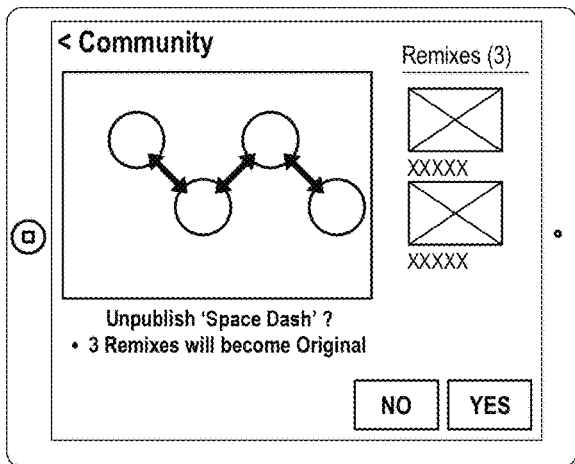 < Community
Remixes (3)
XXXXX
XXXXX
Unpublish 'Space Dash' ?
• 3 Remixes will become Original
NO
YES